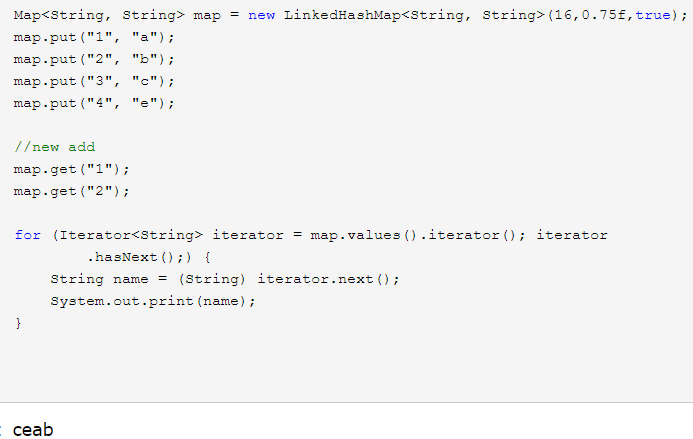 Map<String, String> map = new LinkedHashMap<String, String>(16,0.75f,true);
map.put("1", "a");
map.put("2", "b");
map.put("3", "c");
map.put("4", "e");
//new add
map.get("1");
map.get("2");
for (Iterator<String> iterator = map.values().iterator(); iterator
.hasNext();) {
String name = (String) iterator.next();
System.out.print(name);
}
ceab